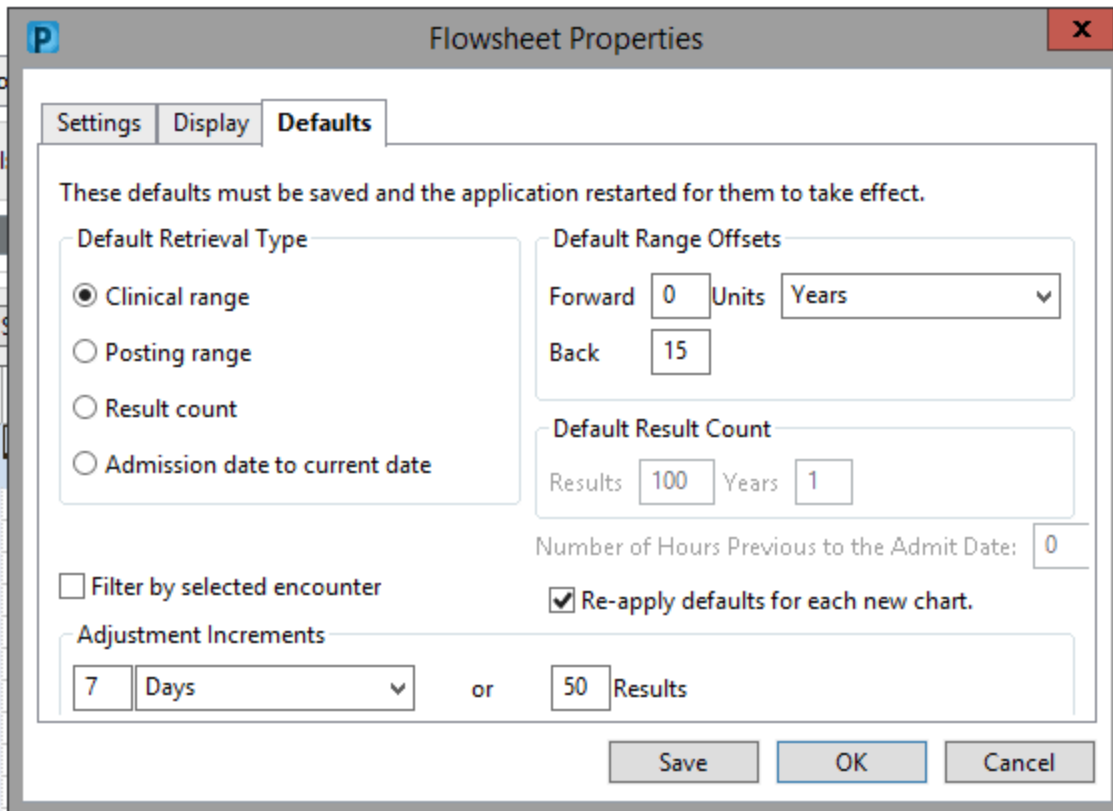 P
Flowsheet Properties
x
Settings
Display
Defaults
These defaults must be saved and the application restarted for them to take effect.
Default Retrieval Type
Clinical range
Posting range
Result count
Admission date to current date
Default Range Offsets
Forward 0 Units Years
Back 15
Default Result Count
Results 100 Years 1
Number of Hours Previous to the Admit Date: 0
Filter by selected encounter
Re-apply defaults for each new chart.
Adjustment Increments
7 Days or 50 Results
Save
OK
Cancel